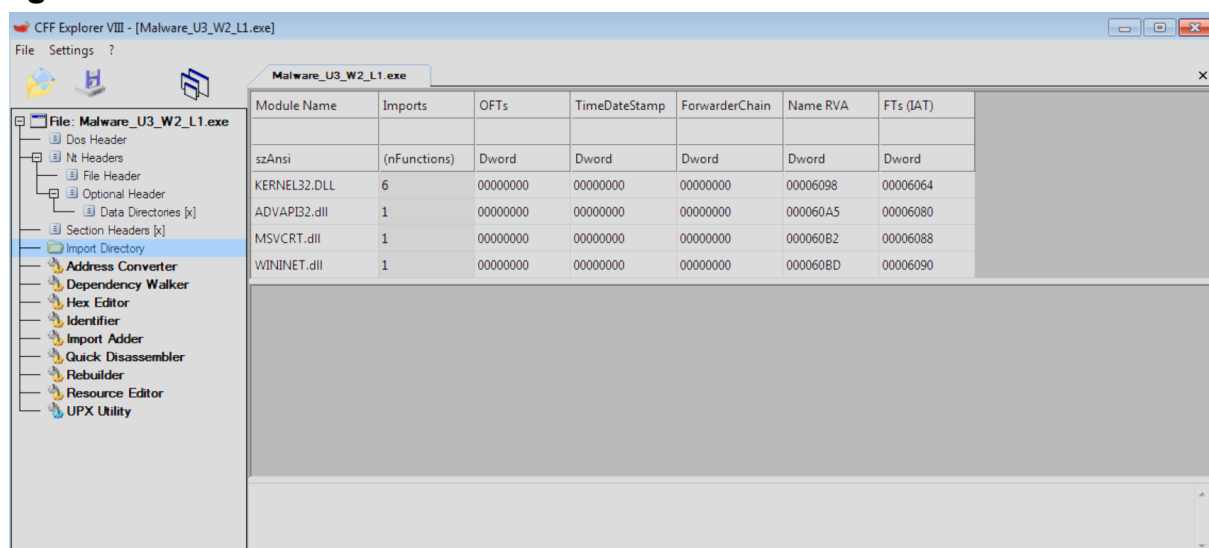 CFF Explorer VIII - [Malware_U3_W2_L1.exe]
File Settings ?
Malware_U3_W2_L1.exe
File: Malware_U3_W2_L1.exe
Dos Header
Nt Headers
File Header
Optional Header
Data Directories [x]
Section Headers [x]
Import Directory
Address Converter
Dependency Walker
Hex Editor
Identifier
Import Adder
Quick Disassembler
Rebuilder
Resource Editor
UPX Utility
Module Name Imports OFTs TimeDateStamp ForwarderChain Name RVA FTs (IAT)
szAnsi (nFunctions) Dword Dword Dword Dword Dword
KERNEL32.DLL 6 00000000 00000000 00000000 00006098 00006064
ADVAPI32.dll 1 00000000 00000000 00000000 000060A5 00006080
MSVCRT.dll 1 00000000 00000000 00000000 000060B2 00006088
WININET.dll 1 00000000 00000000 00000000 000060BD 00006090